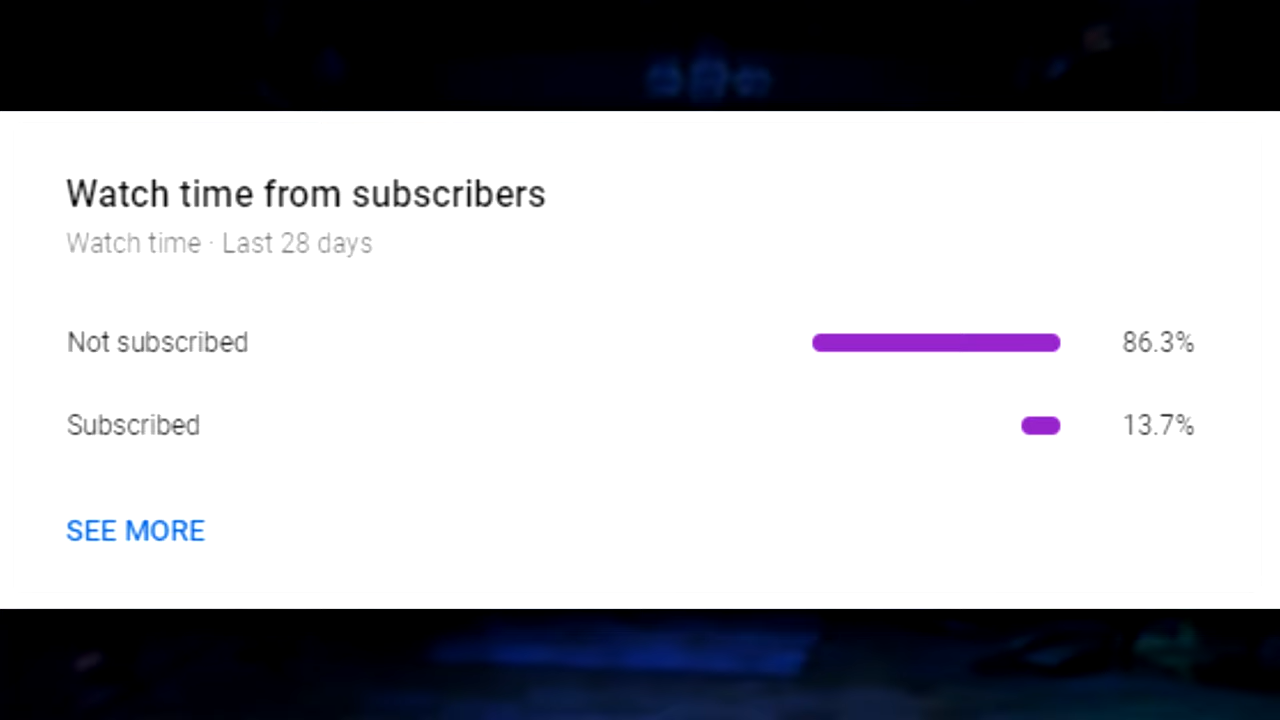 Watch time from subscribers
Watch time · Last 28 days
Not subscribed 86.3%
Subscribed 13.7%
SEE MORE